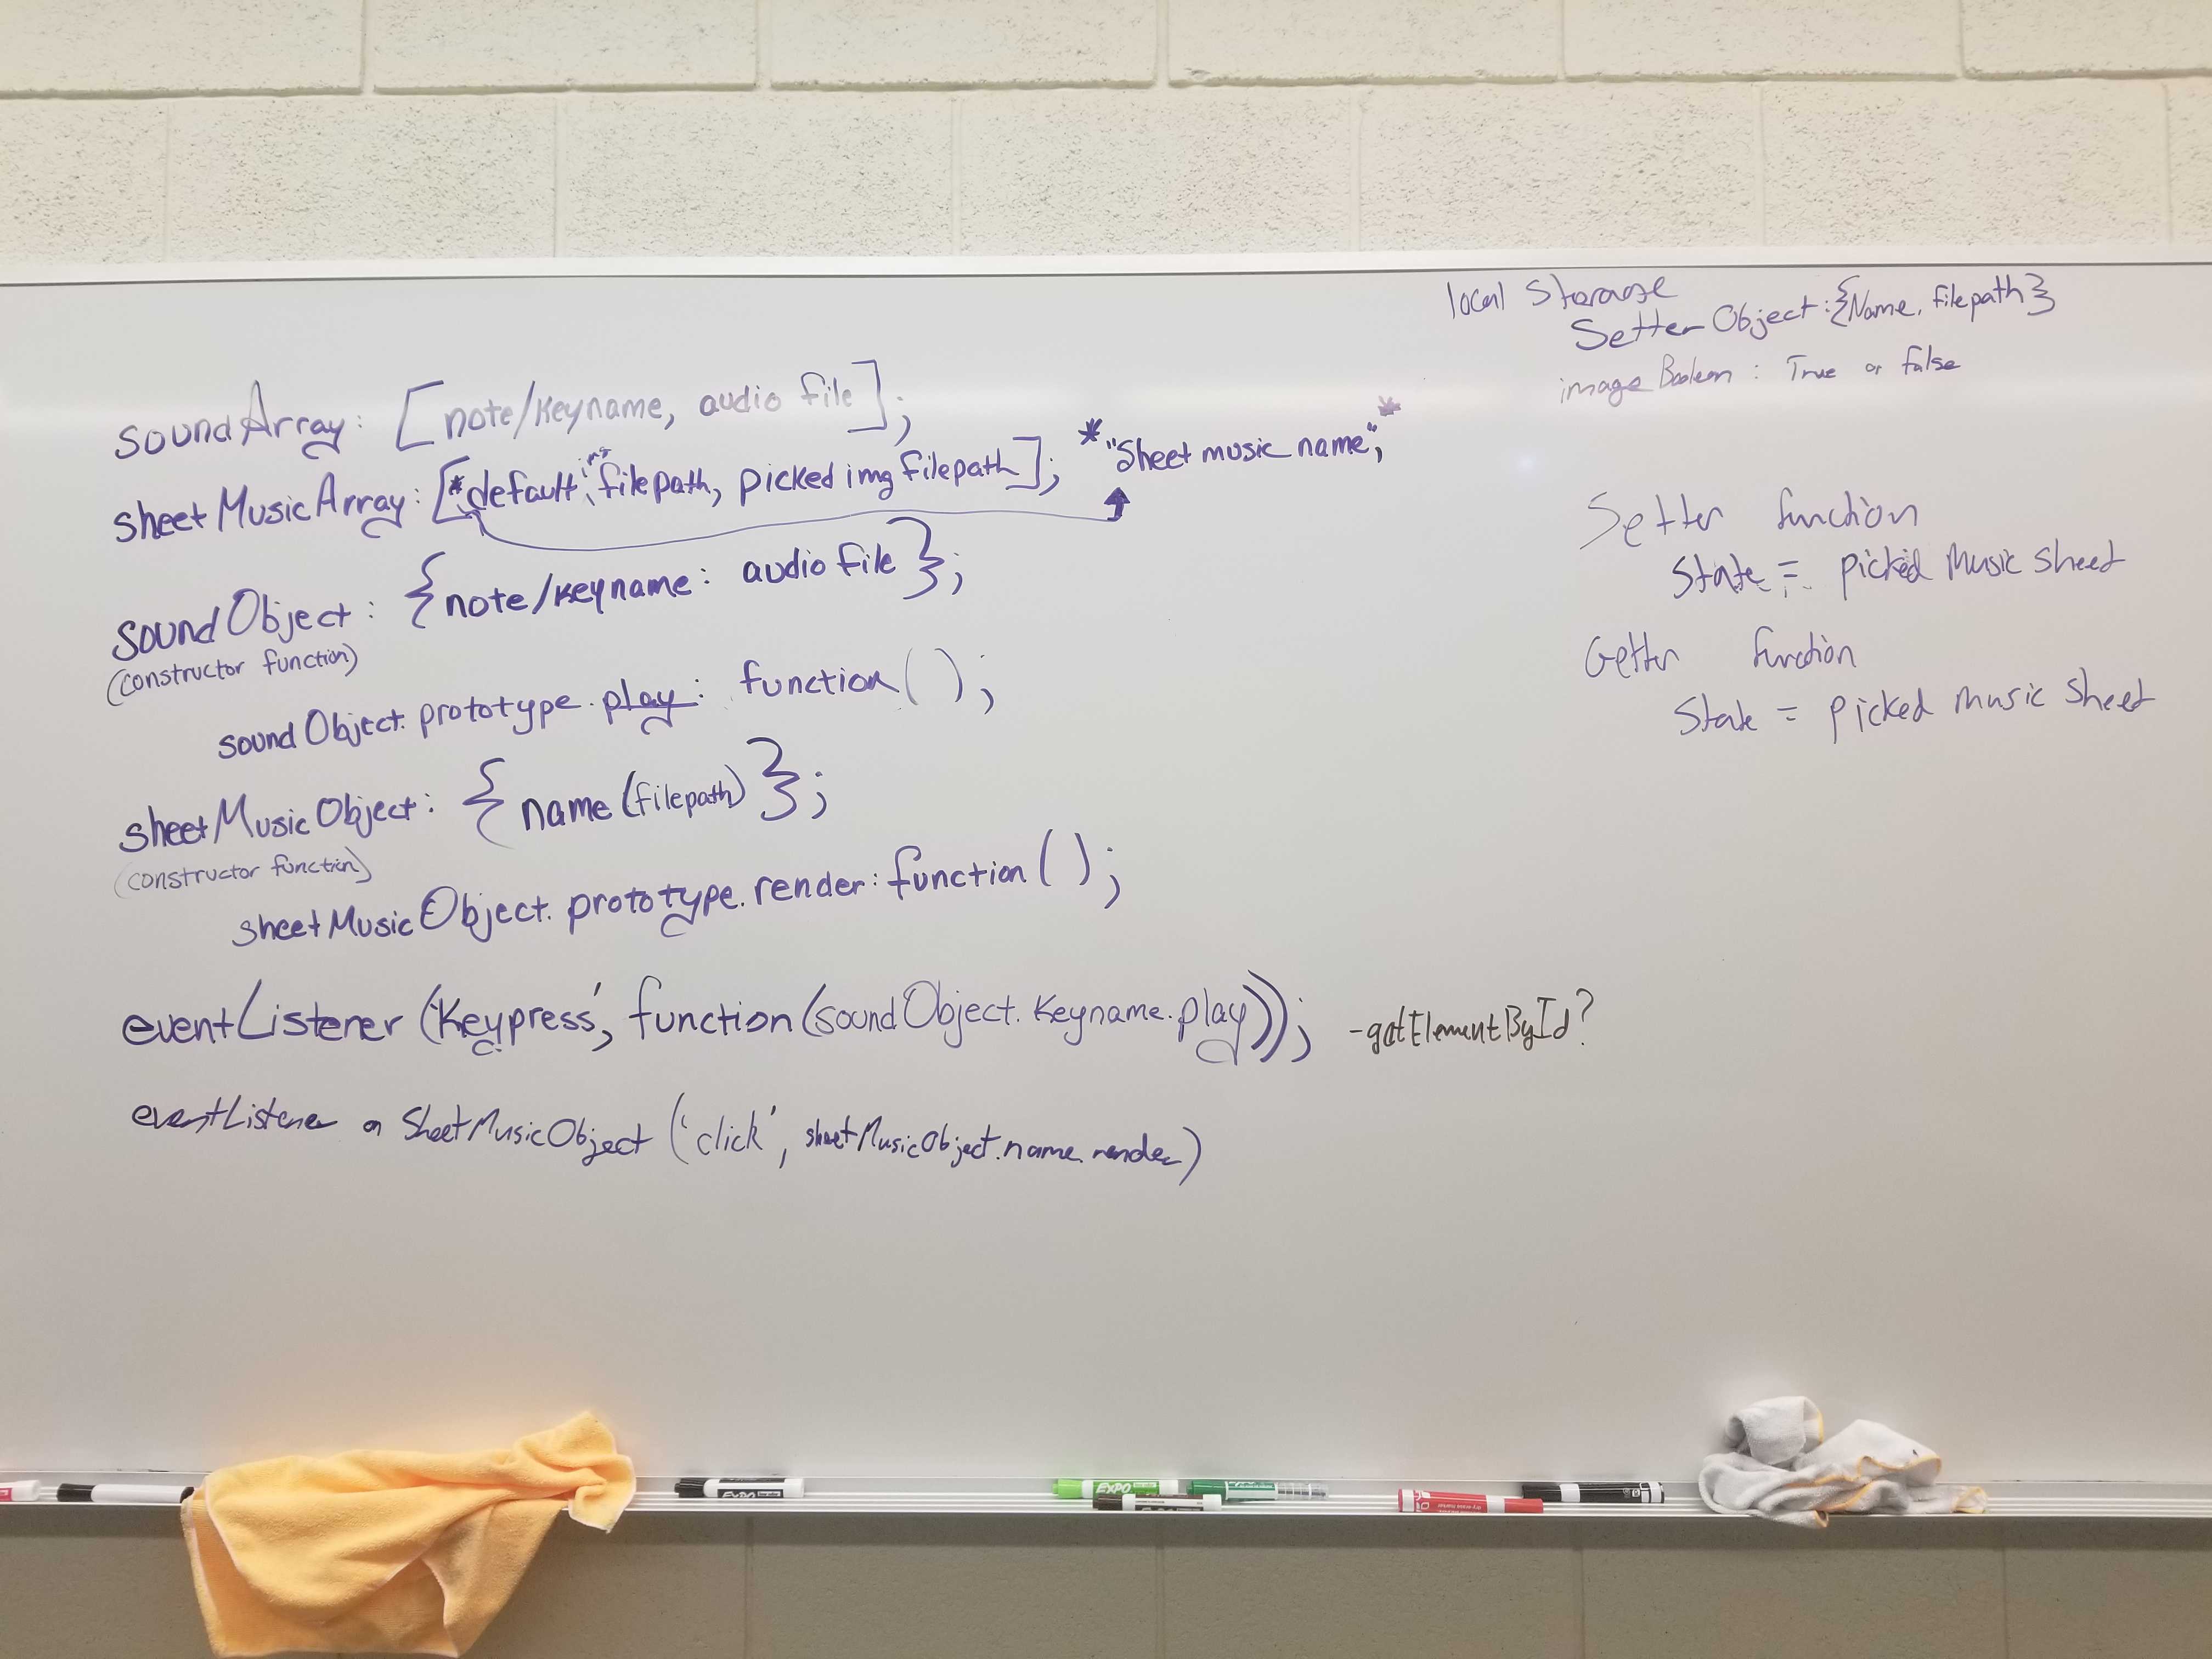 soundArray: [note/keyname, audio file];
sheetMusicArray: [*default, img filepath, picked img filepath]; * "Sheet music name", *
soundObject: {note/keyname: audio file};
(constructor function)
soundObject.prototype.play: function();
sheetMusicObject: {name(filepath)};
(constructor function)
sheetMusicObject.prototype.render: function();
eventListener('Keypress', function(soundObject.Keyname.play)); -getElementById?
eventListener on SheetMusicObject ('click', sheetMusicObject.name.render)
local Storage
Setter Object: {Name, filepath}
image Boolean: True or false
Setter function
State = picked Music sheet
Getter function
State = picked music sheet
EXPO
EXPO